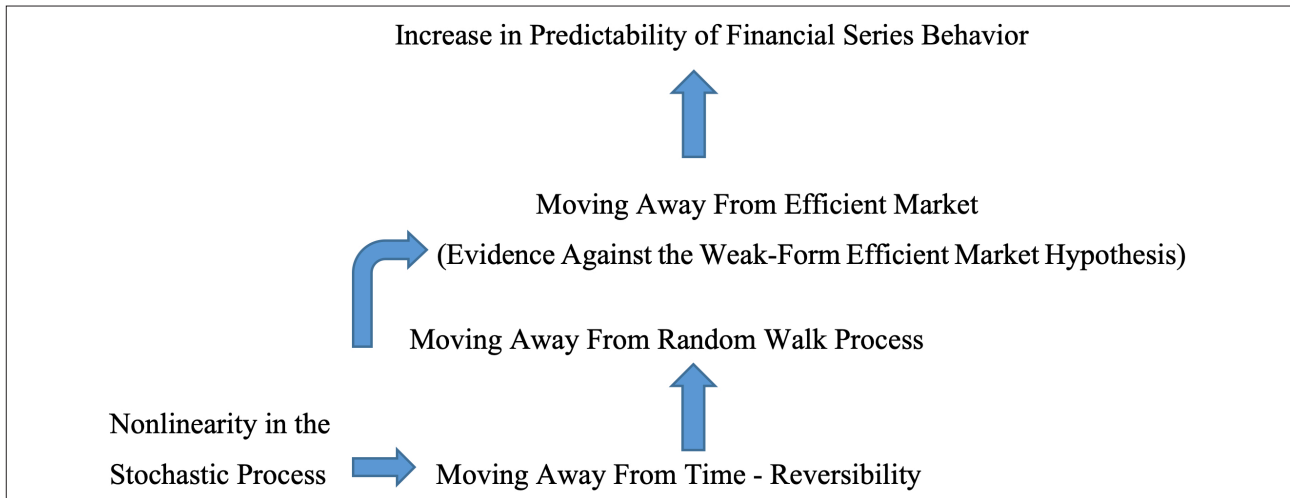 Increase in Predictability of Financial Series Behavior
Moving Away From Efficient Market
(Evidence Against the Weak-Form Efficient Market Hypothesis)
Moving Away From Random Walk Process
Nonlinearity in the
Stochastic Process
Moving Away From Time - Reversibility